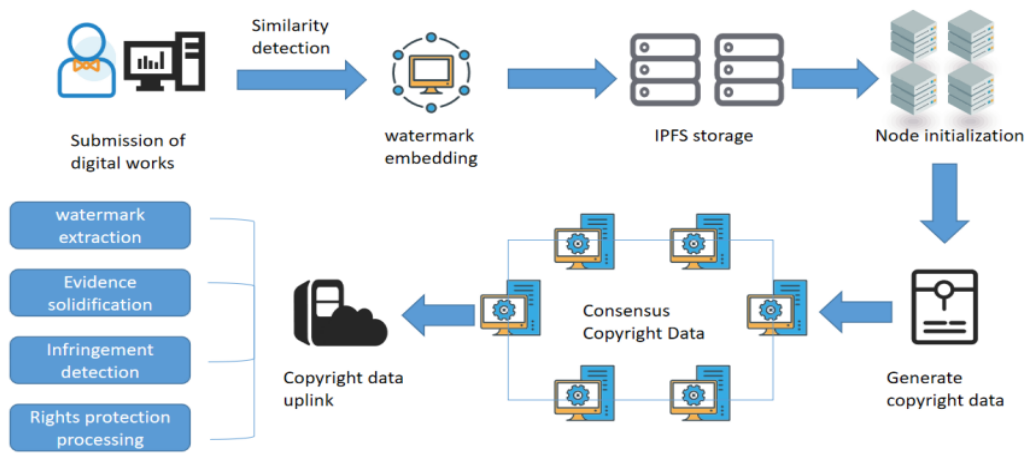 Similarity
detection
Submission of
digital works
watermark
embedding
IPFS storage
Node initialization
watermark
extraction
Evidence
solidification
Infringement
detection
Rights protection
processing
Copyright data
uplink
Consensus
Copyright Data
Generate
copyright data